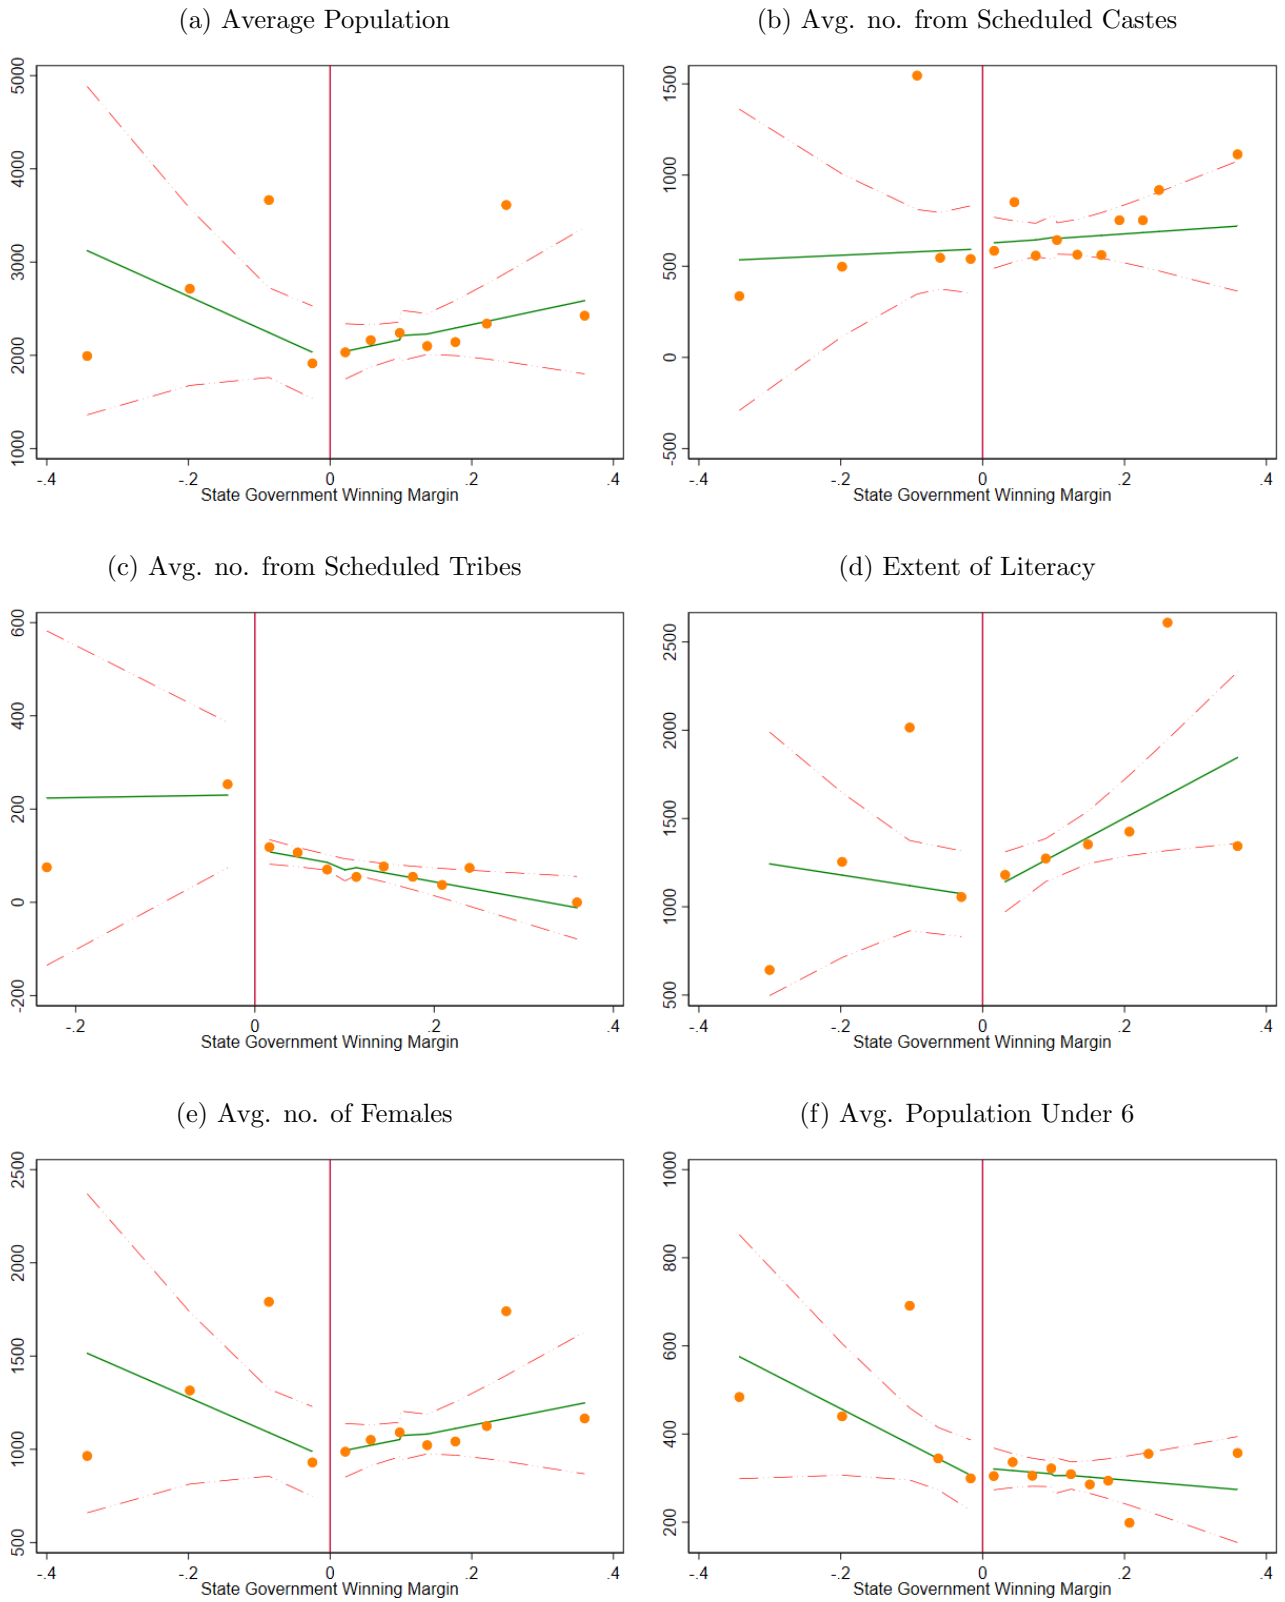 (a) Average Population
5000
4000
3000
2000
1000
-.4 -.2 0 .2 .4
State Government Winning Margin
(b) Avg. no. from Scheduled Castes
1500
1000
500
0
-500
-.4 -.2 0 .2 .4
State Government Winning Margin
(c) Avg. no. from Scheduled Tribes
600
400
200
0
-200
-.2 0 .2 .4
State Government Winning Margin
(d) Extent of Literacy
2500
2000
1500
1000
500
-.4 -.2 0 .2 .4
State Government Winning Margin
(e) Avg. no. of Females
2500
2000
1500
1000
500
-.4 -.2 0 .2 .4
State Government Winning Margin
(f) Avg. Population Under 6
1000
800
600
400
200
-.4 -.2 0 .2 .4
State Government Winning Margin